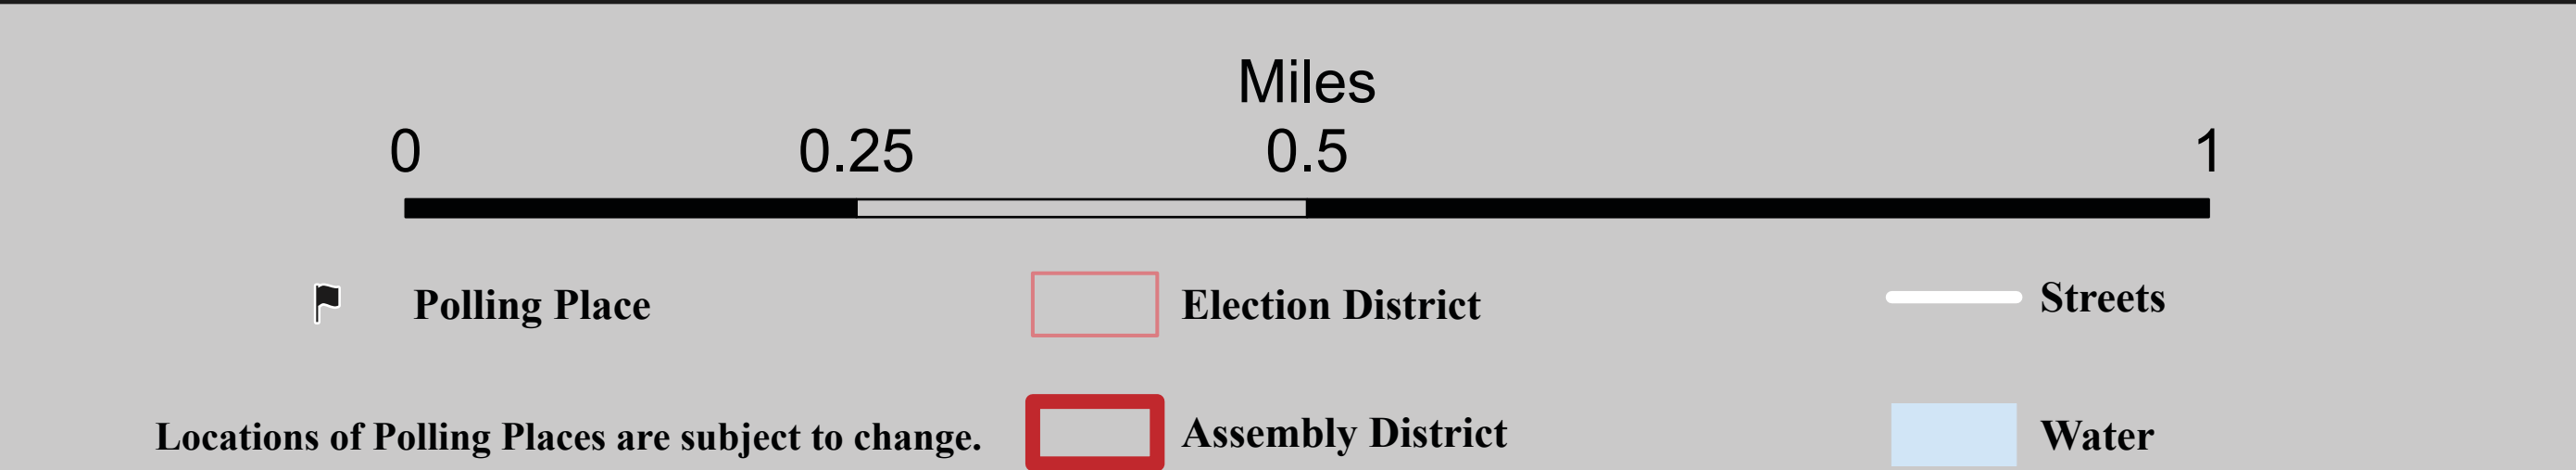 Miles
0 0.25 0.5 1
Polling Place Election District Streets
Locations of Polling Places are subject to change. Assembly District Water